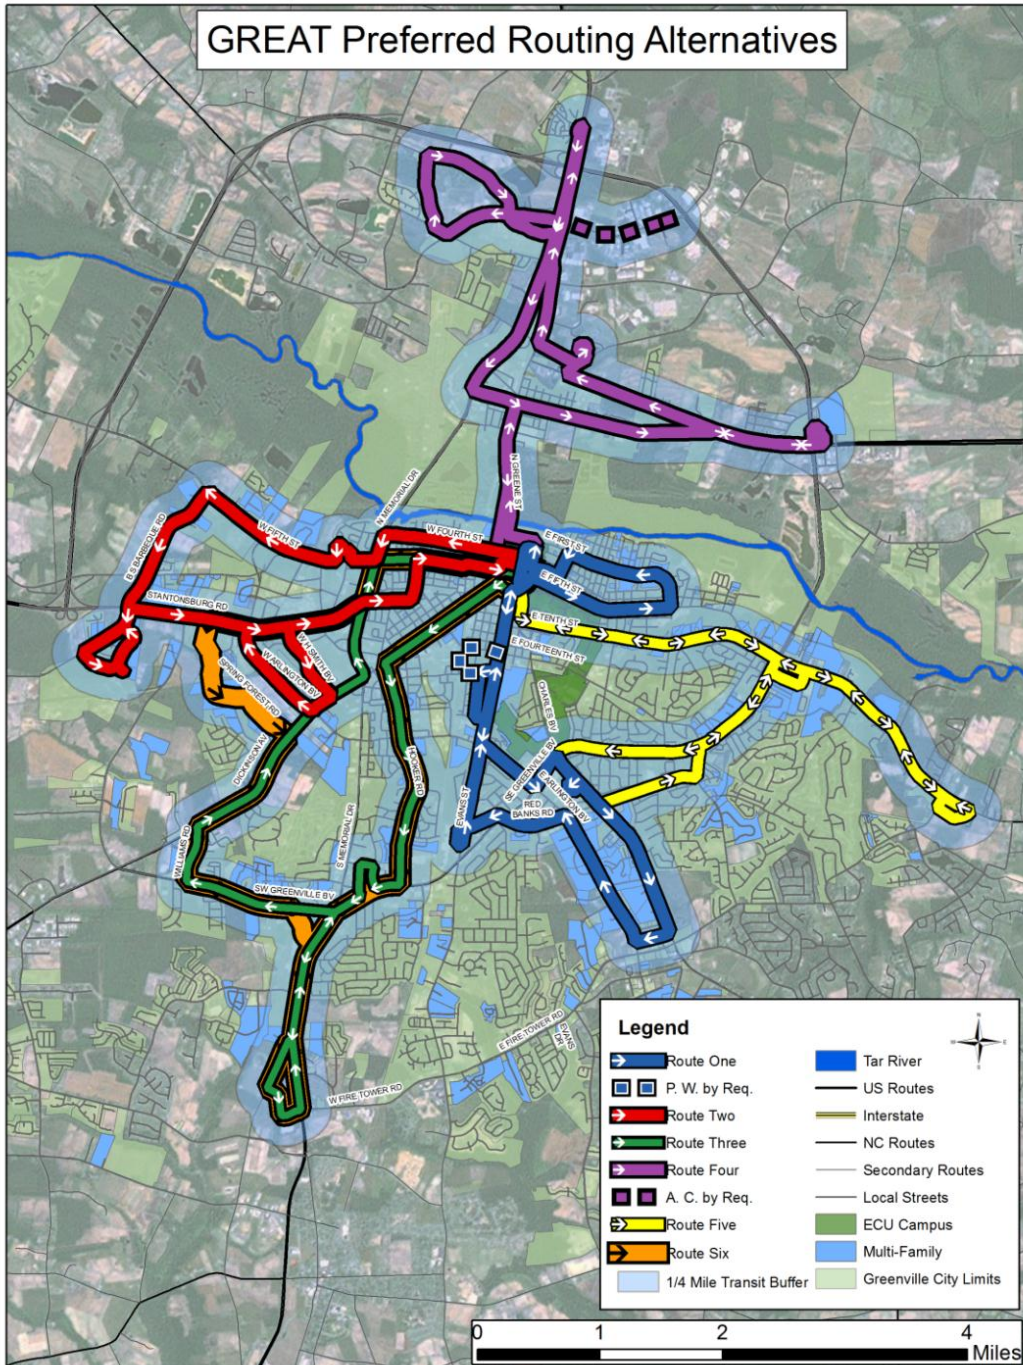 GREAT Preferred Routing Alternatives
N MEMORIAL DR
N GREENE ST
W FOURTH ST
W FIFTH ST
B S BARBEQUE RD
E FIRST ST
E FIFTH ST
STANTONSBURG RD
E TENTH ST
E FOURTEENTH ST
W H SMITH BV
W ARLINGTON BV
SPRING FOREST RD
CHARLES BV
DICKINSON AV
HOOKER RD
SE GREENVILLE BV
E ARLINGTON BV
RED
BANKS RD
EVANS ST
S MEMORIAL DR
WILLIAMS RD
SW GREENVILLE BV
E FIRE TOWER RD
EVANS
DR
W FIRE TOWER RD
N
W
E
S
Legend
Route One
P. W. by Req.
Route Two
Route Three
Route Four
A. C. by Req.
Route Five
Route Six
1/4 Mile Transit Buffer
Tar River
US Routes
Interstate
NC Routes
Secondary Routes
Local Streets
ECU Campus
Multi-Family
Greenville City Limits
0 1 2 4
Miles